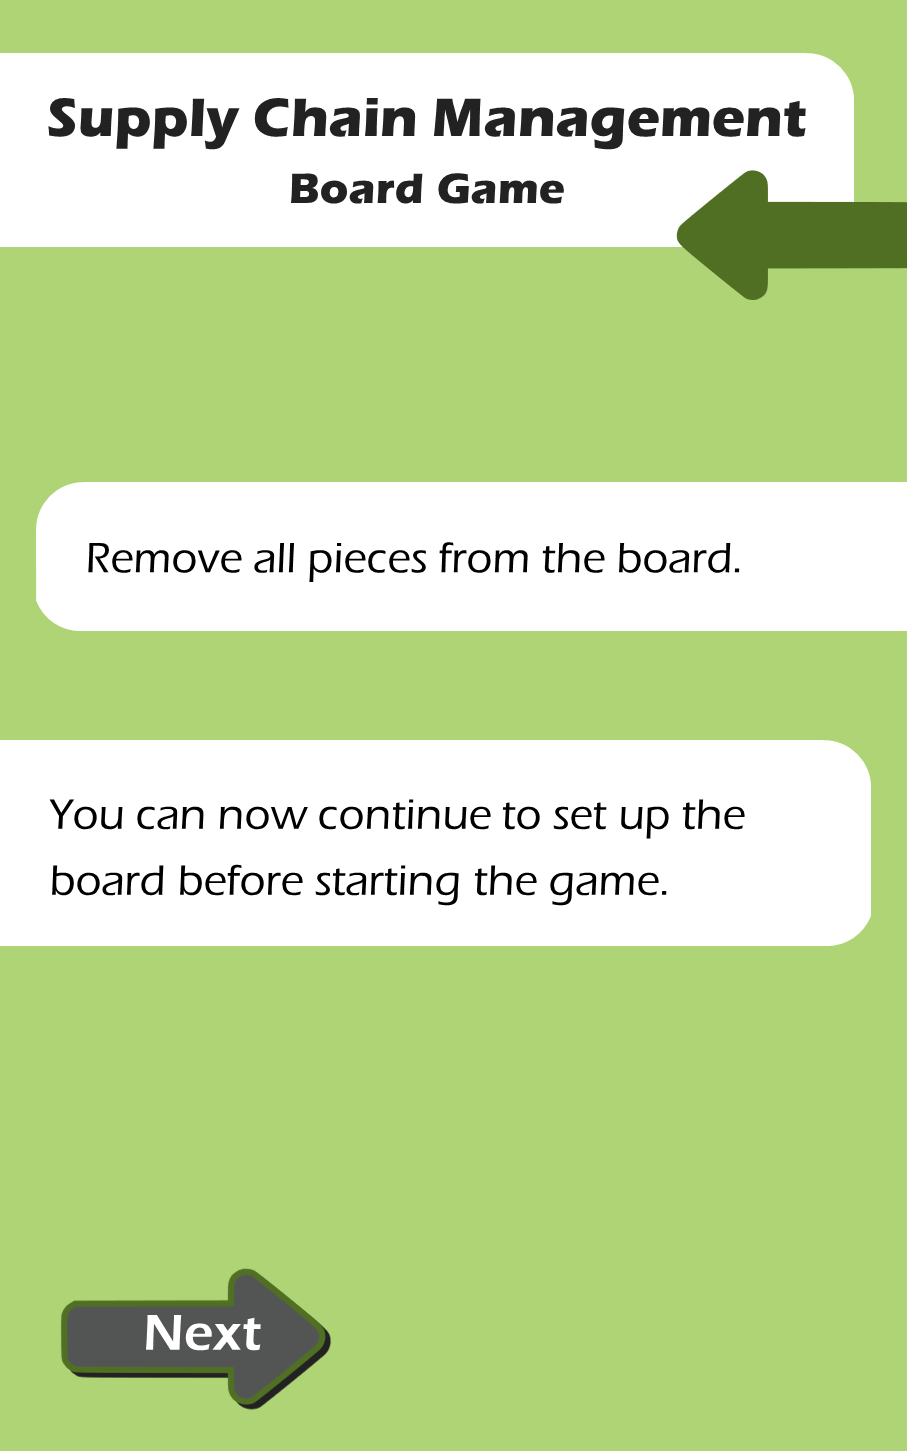 Supply Chain Management
Board Game
Remove all pieces from the board.
You can now continue to set up the
board before starting the game.
Next